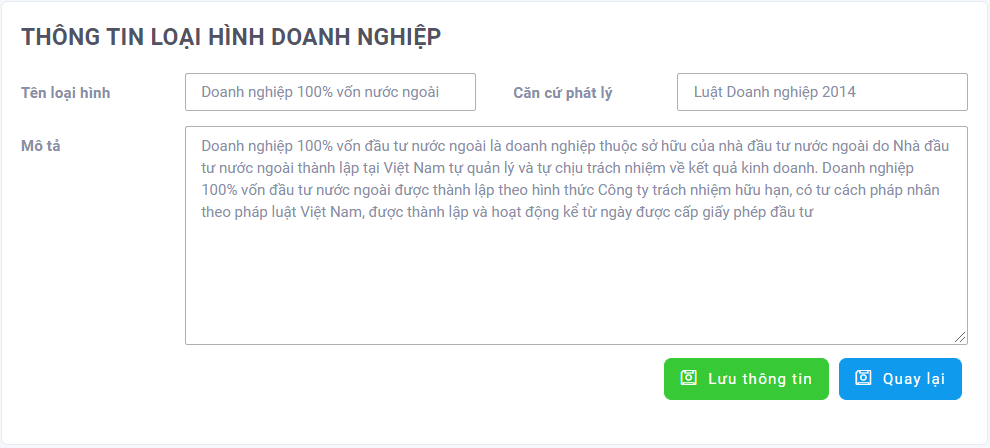 THÔNG TIN LOẠI HÌNH DOANH NGHIỆP
Tên loại hình
Doanh nghiệp 100% vốn nước ngoài
Căn cứ phát lý
Luật Doanh nghiệp 2014
Mô tả
Doanh nghiệp 100% vốn đầu tư nước ngoài là doanh nghiệp thuộc sở hữu của nhà đầu tư nước ngoài do Nhà đầu
tư nước ngoài thành lập tại Việt Nam tự quản lý và tự chịu trách nhiệm về kết quả kinh doanh. Doanh nghiệp
100% vốn đầu tư nước ngoài được thành lập theo hình thức Công ty trách nhiệm hữu hạn, có tư cách pháp nhân
theo pháp luật Việt Nam, được thành lập và hoạt động kể từ ngày được cấp giấy phép đầu tư
Lưu thông tin
Quay lại